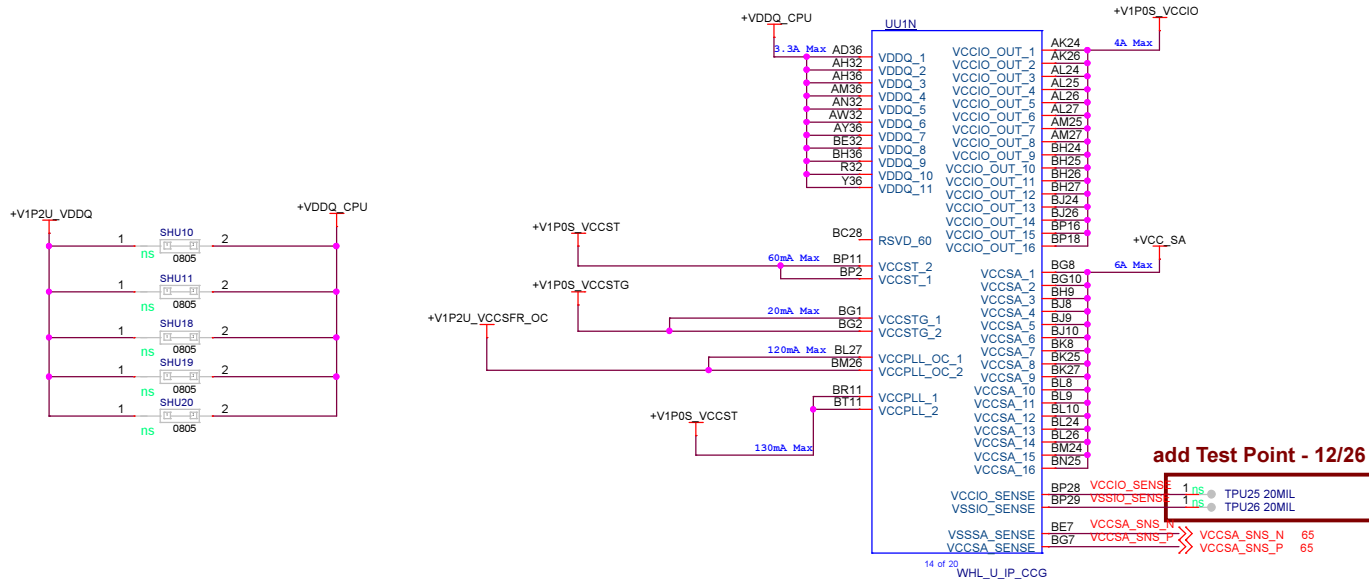 +V1P2U_VDDQ
+VDDQ_CPU
SHU10
1
2
ns
0805
SHU11
1
2
ns
0805
SHU18
1
2
ns
0805
SHU19
1
2
ns
0805
SHU20
1
2
ns
0805
+VDDQ_CPU
3.3A Max
+V1P0S_VCCST
60mA Max
+V1P0S_VCCSTG
20mA Max
+V1P2U_VCCSFR_OC
120mA Max
+V1P0S_VCCST
130mA Max
UU1N
AD36 VDDQ_1
AH32 VDDQ_2
AH36 VDDQ_3
AM36 VDDQ_4
AN32 VDDQ_5
AW32 VDDQ_6
AY36 VDDQ_7
BE32 VDDQ_8
BH36 VDDQ_9
R32 VDDQ_10
Y36 VDDQ_11
BC28 RSVD_60
BP11 VCCST_2
BP2 VCCST_1
BG1 VCCSTG_1
BG2 VCCSTG_2
BL27 VCCPLL_OC_1
BM26 VCCPLL_OC_2
BR11 VCCPLL_1
BT11 VCCPLL_2
VCCIO_OUT_1 AK24
VCCIO_OUT_2 AK26
VCCIO_OUT_3 AL24
VCCIO_OUT_4 AL25
VCCIO_OUT_5 AL26
VCCIO_OUT_6 AL27
VCCIO_OUT_7 AM25
VCCIO_OUT_8 AM27
VCCIO_OUT_9 BH24
VCCIO_OUT_10 BH25
VCCIO_OUT_11 BH26
VCCIO_OUT_12 BH27
VCCIO_OUT_13 BJ24
VCCIO_OUT_14 BJ26
VCCIO_OUT_15 BP16
VCCIO_OUT_16 BP18
+V1P0S_VCCIO
4A Max
VCCSA_1 BG8
VCCSA_2 BG10
VCCSA_3 BH9
VCCSA_4 BJ8
VCCSA_5 BJ9
VCCSA_6 BJ10
VCCSA_7 BK8
VCCSA_8 BK25
VCCSA_9 BK27
VCCSA_10 BL8
VCCSA_11 BL9
VCCSA_12 BL10
VCCSA_13 BL24
VCCSA_14 BL26
VCCSA_15 BM24
VCCSA_16 BN25
+VCC_SA
6A Max
add Test Point - 12/26
VCCIO_SENSE BP28 VCCIO_SENSE 1 ns TPU25 20MIL
VSSIO_SENSE BP29 VSSIO_SENSE 1 ns TPU26 20MIL
VSSSA_SENSE BE7 VCCSA_SNS_N VCCSA_SNS_N 65
VCCSA_SENSE BG7 VCCSA_SNS_P VCCSA_SNS_P 65
14 of 20
WHL_U_IP_CCG